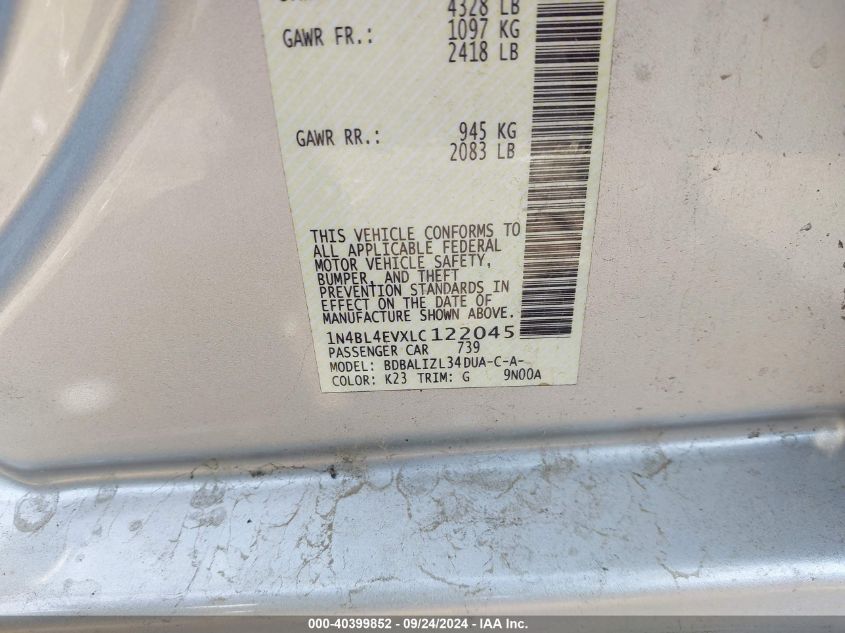 4328 LB
GAWR FR.: 1097 KG
2418 LB
GAWR RR.: 945 KG
2083 LB
THIS VEHICLE CONFORMS TO
ALL APPLICABLE FEDERAL
MOTOR VEHICLE SAFETY,
BUMPER, AND THEFT
PREVENTION STANDARDS IN
EFFECT ON THE DATE OF
MANUFACTURE SHOWN ABOVE.
1N4BL4EVXLC122045
PASSENGER CAR 739
MODEL: BDBALIZL34DUA-C-A-
COLOR: K23 TRIM: G 9N00A
000-40399852 - 09/24/2024 - IAA Inc.